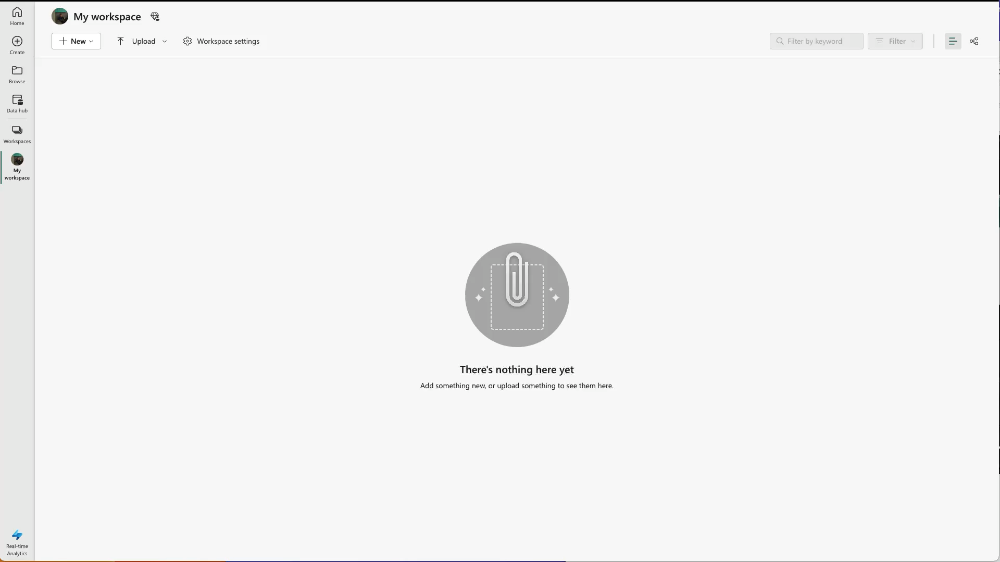 Home
Create
Browse
Data hub
Workspaces
My
workspace
Real-time
Analytics
My workspace
New
Upload
Workspace settings
Filter by keyword
Filter
There's nothing here yet
Add something new, or upload something to see them here.